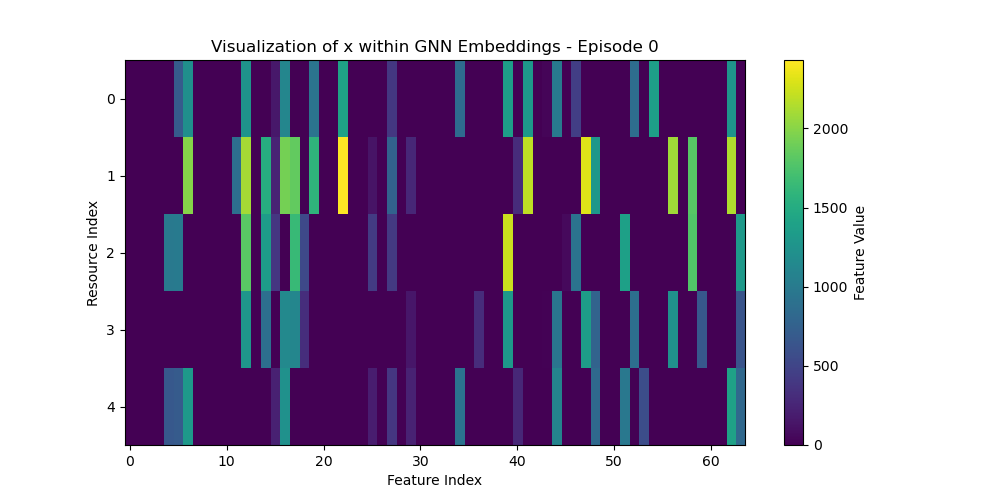 Visualization of x within GNN Embeddings - Episode 0
Resource Index
0
1
2
3
4
0 10 20 30 40 50 60
Feature Index
2000
1500
1000
500
0
Feature Value